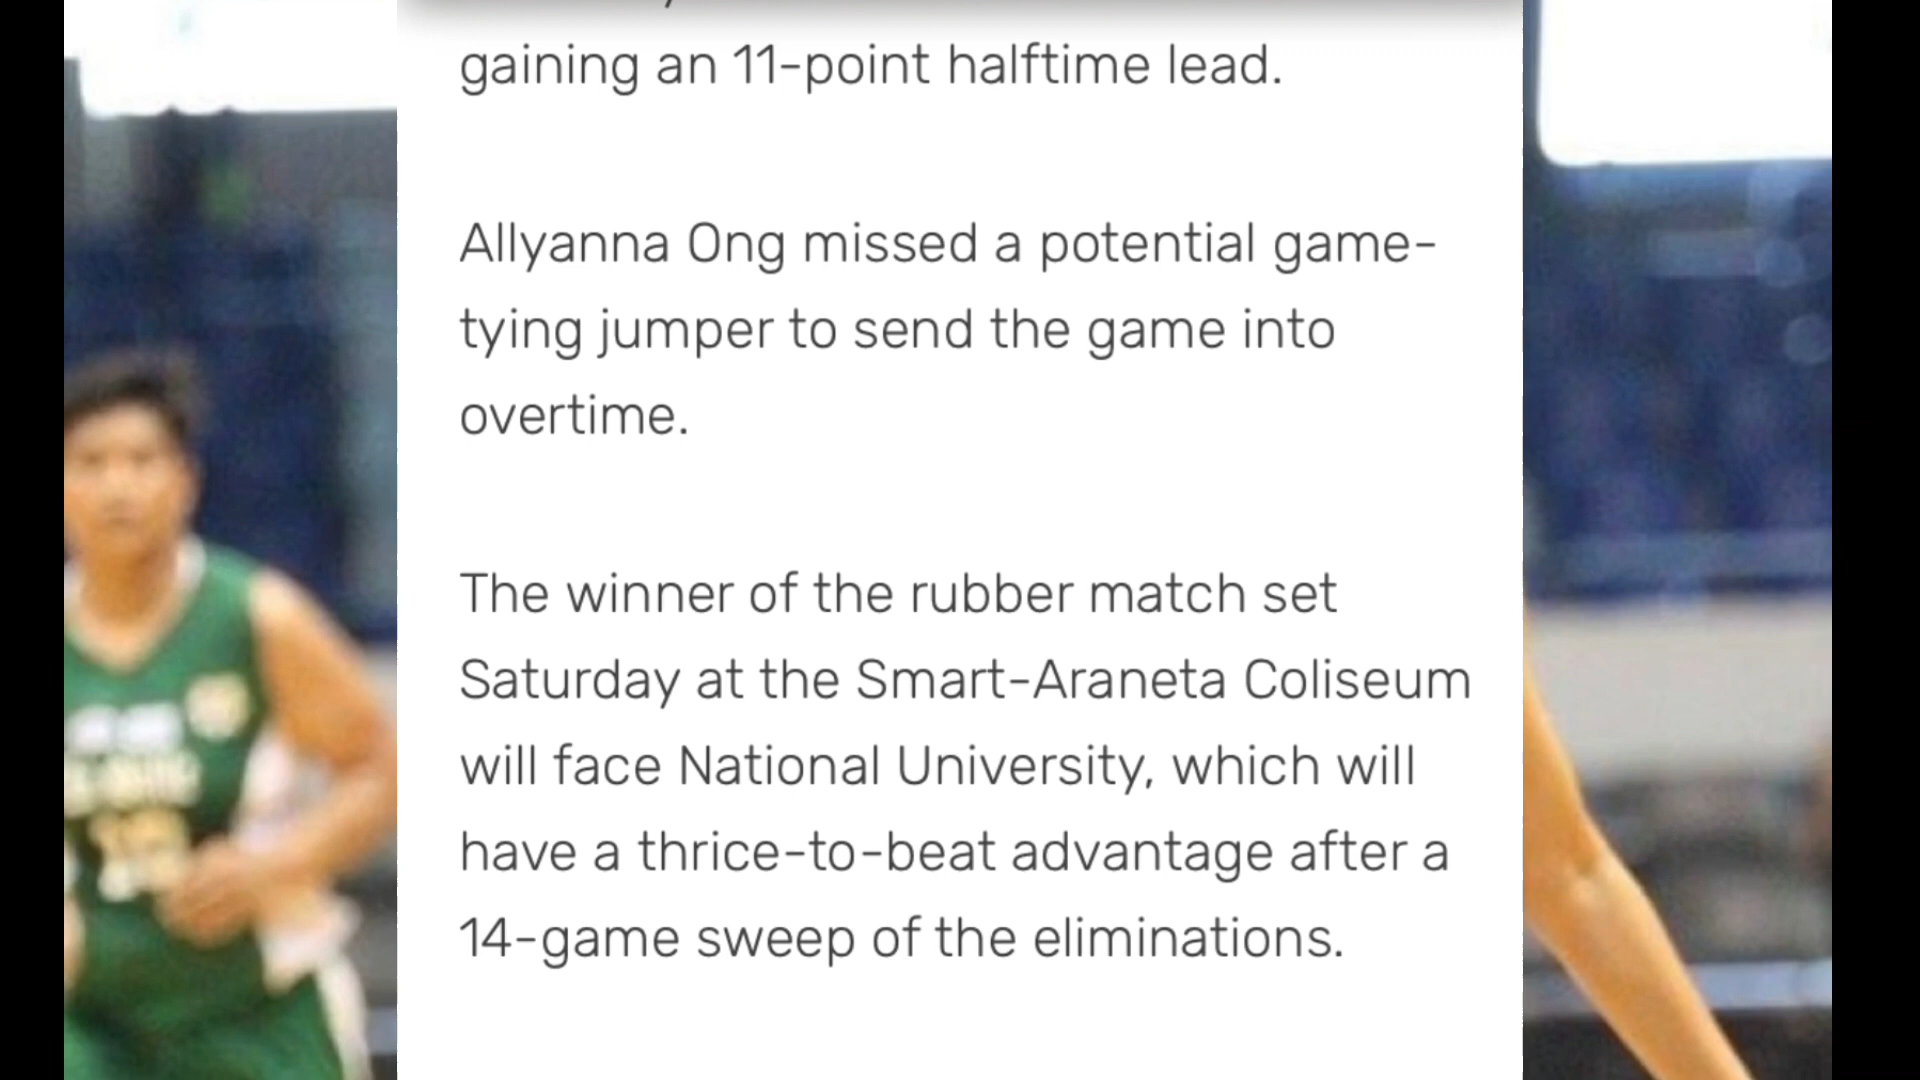 gaining an 11-point halftime lead.
Allyanna Ong missed a potential game-
tying jumper to send the game into
overtime.
The winner of the rubber match set
Saturday at the Smart-Araneta Coliseum
will face National University, which will
have a thrice-to-beat advantage after a
14-game sweep of the eliminations.